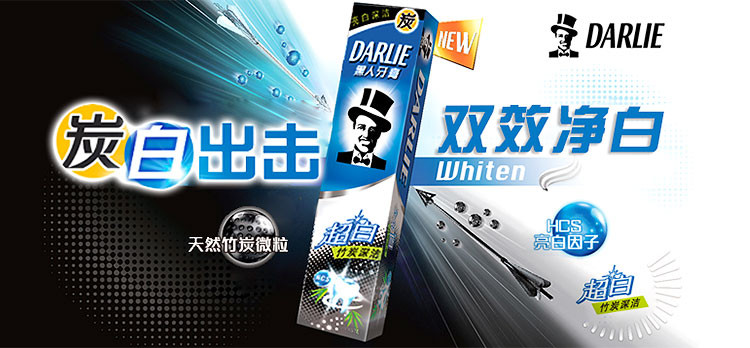 亮白深洁 炭
DARLIE
黑人牙膏
DARLIE
超白
竹炭深洁
NEW
DARLIE
炭白出击
双效净白
Whiten
天然竹炭微粒
HCS
亮白因子
超白
竹炭深洁